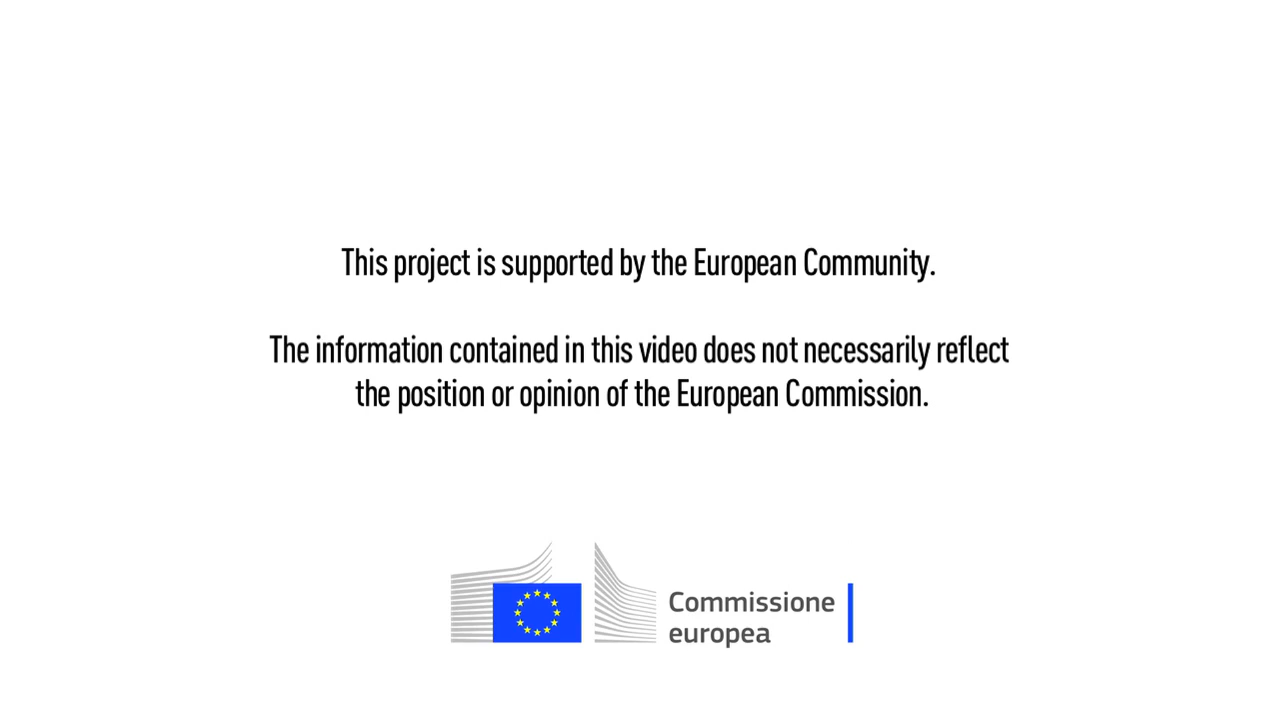 This project is supported by the European Community.
The information contained in this video does not necessarily reflect
the position or opinion of the European Commission.
Commissione
europea